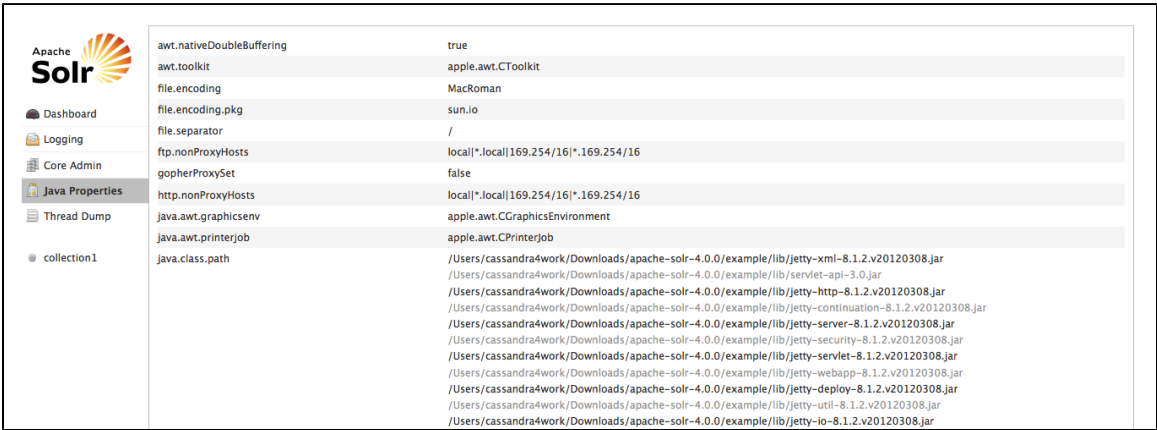 Apache
Solr
Dashboard
Logging
Core Admin
Java Properties
Thread Dump
collection1
awt.nativeDoubleBuffering true
awt.toolkit apple.awt.CToolkit
file.encoding MacRoman
file.encoding.pkg sun.io
file.separator /
ftp.nonProxyHosts local|*.local|169.254/16|*.169.254/16
gopherProxySet false
http.nonProxyHosts local|*.local|169.254/16|*.169.254/16
java.awt.graphicsenv apple.awt.CGraphicsEnvironment
java.awt.printerjob apple.awt.CPrinterJob
java.class.path /Users/cassandra4work/Downloads/apache-solr-4.0.0/example/lib/jetty-xml-8.1.2.v20120308.jar
/Users/cassandra4work/Downloads/apache-solr-4.0.0/example/lib/servlet-api-3.0.jar
/Users/cassandra4work/Downloads/apache-solr-4.0.0/example/lib/jetty-http-8.1.2.v20120308.jar
/Users/cassandra4work/Downloads/apache-solr-4.0.0/example/lib/jetty-continuation-8.1.2.v20120308.jar
/Users/cassandra4work/Downloads/apache-solr-4.0.0/example/lib/jetty-server-8.1.2.v20120308.jar
/Users/cassandra4work/Downloads/apache-solr-4.0.0/example/lib/jetty-security-8.1.2.v20120308.jar
/Users/cassandra4work/Downloads/apache-solr-4.0.0/example/lib/jetty-servlet-8.1.2.v20120308.jar
/Users/cassandra4work/Downloads/apache-solr-4.0.0/example/lib/jetty-webapp-8.1.2.v20120308.jar
/Users/cassandra4work/Downloads/apache-solr-4.0.0/example/lib/jetty-deploy-8.1.2.v20120308.jar
/Users/cassandra4work/Downloads/apache-solr-4.0.0/example/lib/jetty-util-8.1.2.v20120308.jar
/Users/cassandra4work/Downloads/apache-solr-4.0.0/example/lib/jetty-io-8.1.2.v20120308.jar